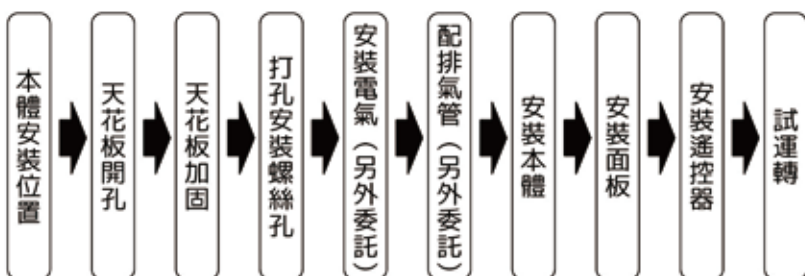 本體安裝位置
天花板開孔
天花板加固
打孔安裝螺絲孔
安裝電氣（另外委託）
配排氣管（另外委託）
安裝本體
安裝面板
安裝遙控器
試運轉